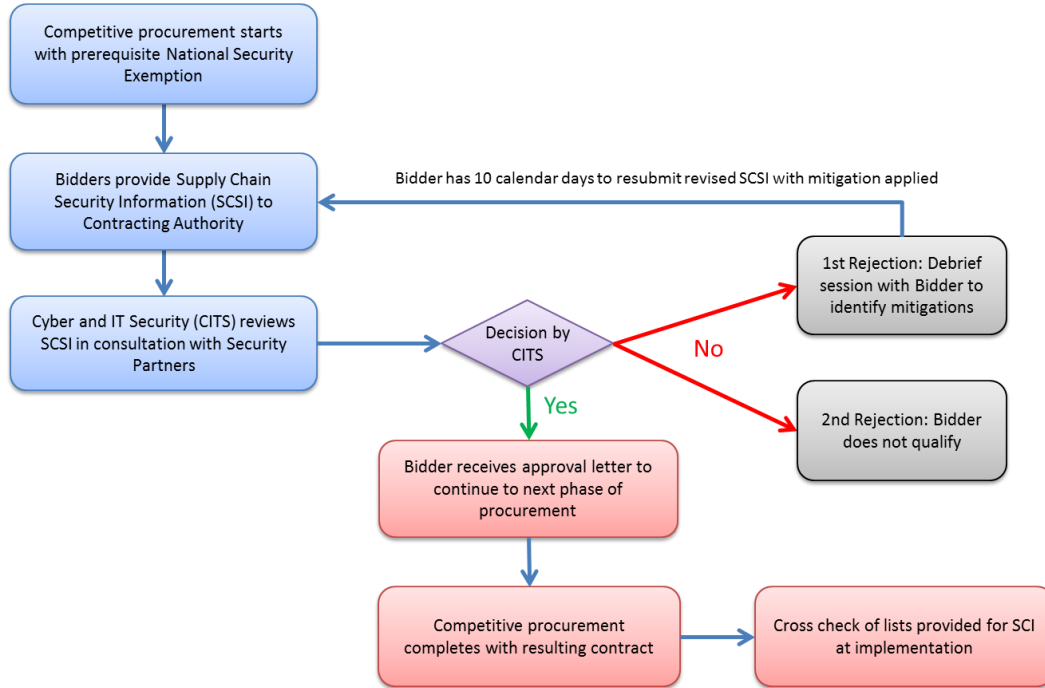 Competitive procurement starts
with prerequisite National Security
Exemption
Bidders provide Supply Chain
Security Information (SCSI) to
Contracting Authority
Bidder has 10 calendar days to resubmit revised SCSI with mitigation applied
1st Rejection: Debrief
session with Bidder to
identify mitigations
Cyber and IT Security (CITS) reviews
SCSI in consultation with Security
Partners
Decision by
CITS
No
Yes
2nd Rejection: Bidder
does not qualify
Bidder receives approval letter to
continue to next phase of
procurement
Competitive procurement
completes with resulting contract
Cross check of lists provided for SCI
at implementation